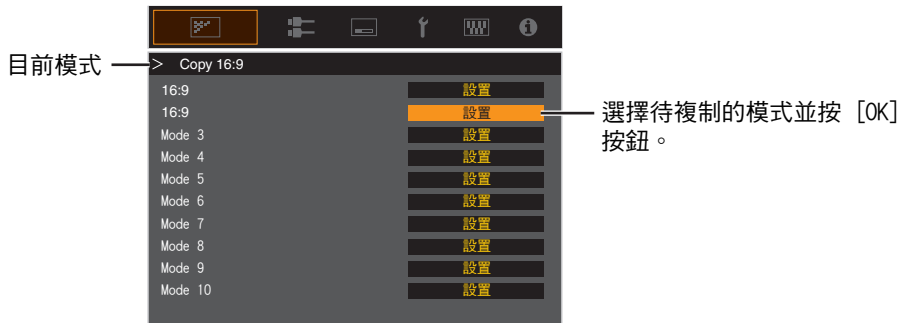 目前模式
> Copy 16:9
16:9 設置
16:9 設置
選擇待複制的模式並按 [OK]
按鈕。
Mode 3 設置
Mode 4 設置
Mode 5 設置
Mode 6 設置
Mode 7 設置
Mode 8 設置
Mode 9 設置
Mode 10 設置